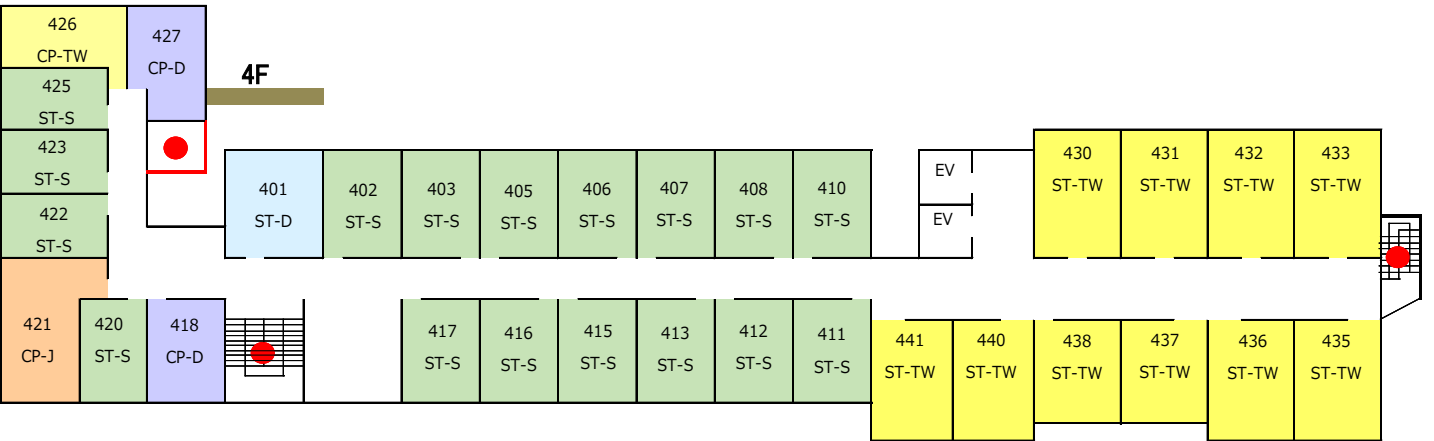 426
CP-TW
427
CP-D
4F
425
ST-S
423
ST-S
422
ST-S
401
ST-D
402
ST-S
403
ST-S
405
ST-S
406
ST-S
407
ST-S
408
ST-S
410
ST-S
EV
EV
430
ST-TW
431
ST-TW
432
ST-TW
433
ST-TW
421
CP-J
420
ST-S
418
CP-D
417
ST-S
416
ST-S
415
ST-S
413
ST-S
412
ST-S
411
ST-S
441
ST-TW
440
ST-TW
438
ST-TW
437
ST-TW
436
ST-TW
435
ST-TW